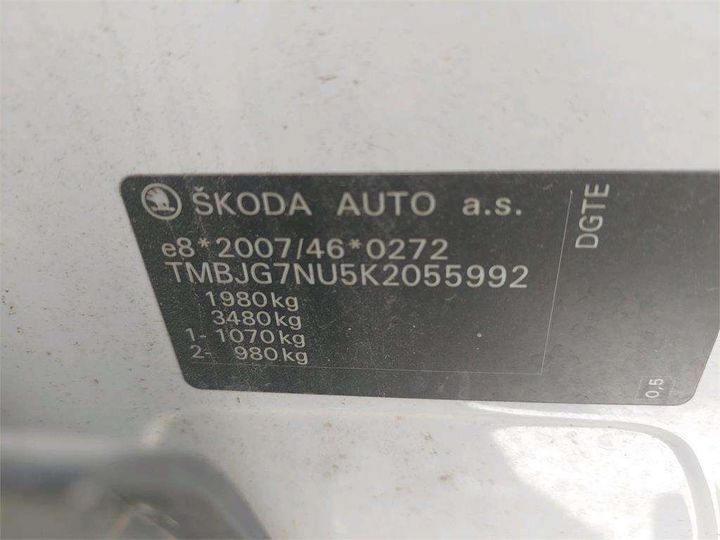 ŠKODA AUTO a.s.
e8*2007/46*0272
TMBJG7NU5K2055992
1980kg
3480kg
1- 1070kg
2- 980kg
DGTE
0,5